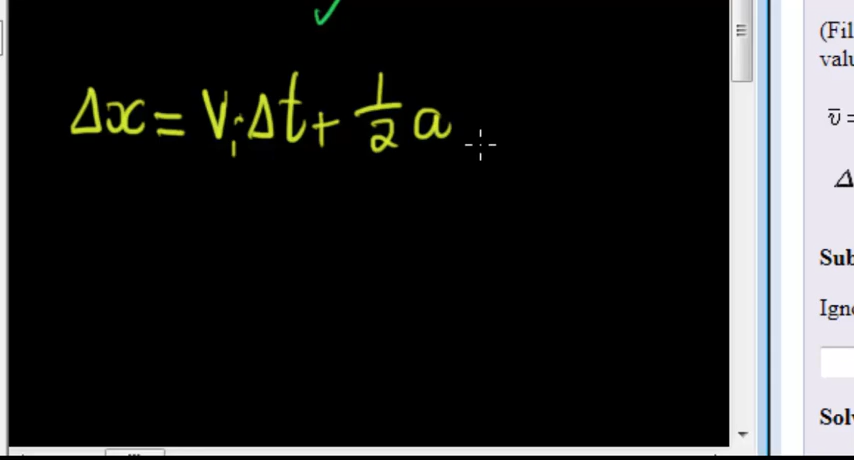 ✓
Δx = Vᵢ Δt + 1/2 a
(Fil
valu
v̄ =
Δ
Sub
Igno
Solv